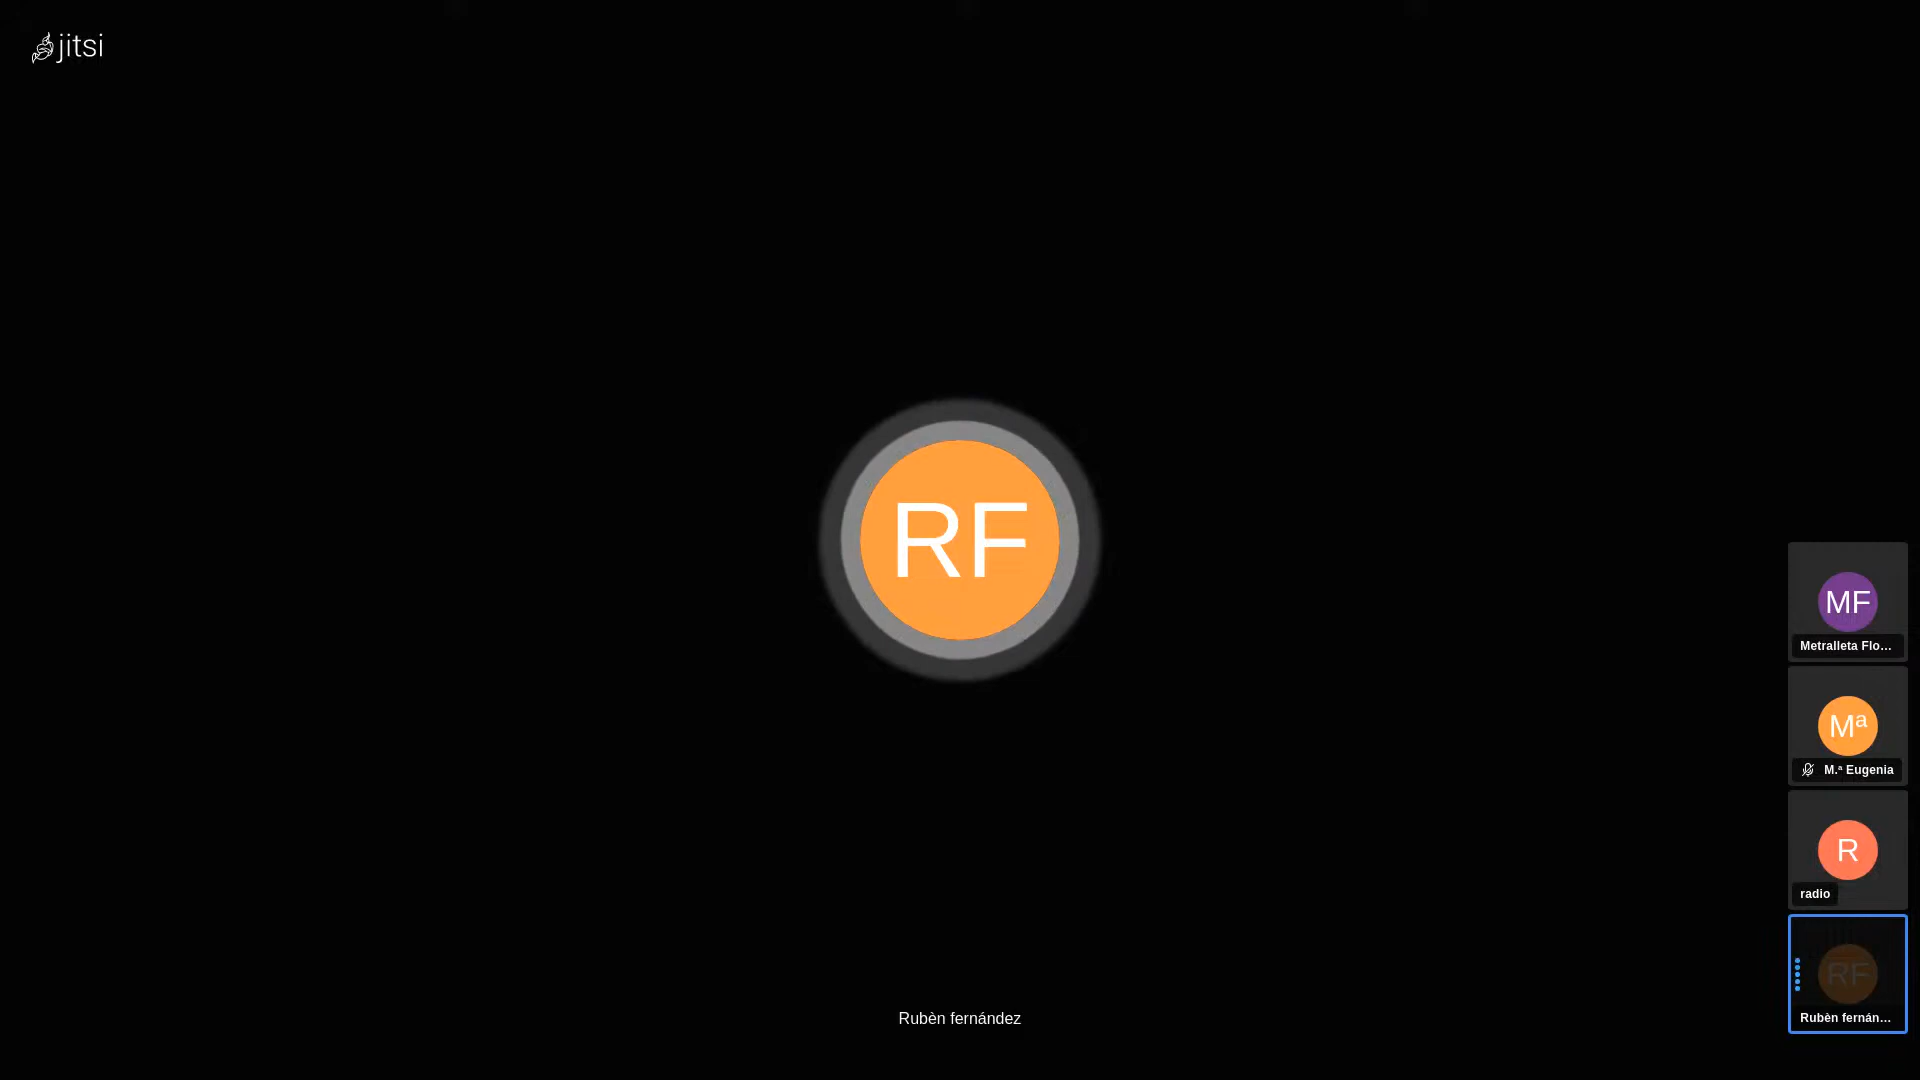 jitsi
RF
Rubèn fernández
MF
Metralleta Flo...
Mª
M.ª Eugenia
R
radio
RF
Rubèn fernán...